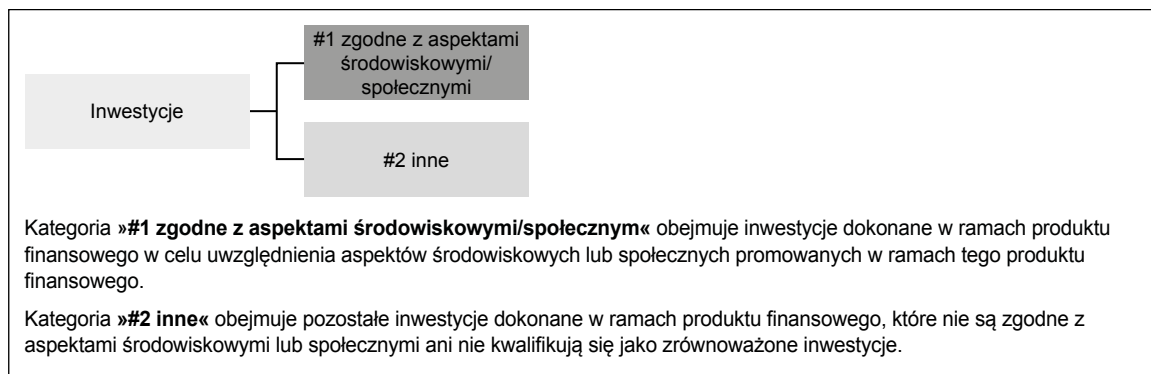 #1 zgodne z aspektami
środowiskowymi/
społecznymi
Inwestycje
#2 inne
Kategoria »#1 zgodne z aspektami środowiskowymi/społecznym« obejmuje inwestycje dokonane w ramach produktu
finansowego w celu uwzględnienia aspektów środowiskowych lub społecznych promowanych w ramach tego produktu
finansowego.
Kategoria »#2 inne« obejmuje pozostałe inwestycje dokonane w ramach produktu finansowego, które nie są zgodne z
aspektami środowiskowymi lub społecznymi ani nie kwalifikują się jako zrównoważone inwestycje.